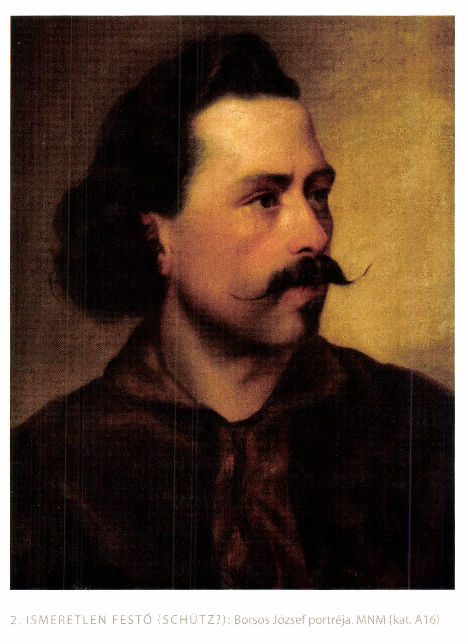 2. ISMERETLEN FESTŐ (SCHÜTZ?): Borsos József portréja. MNM (kat. A16)